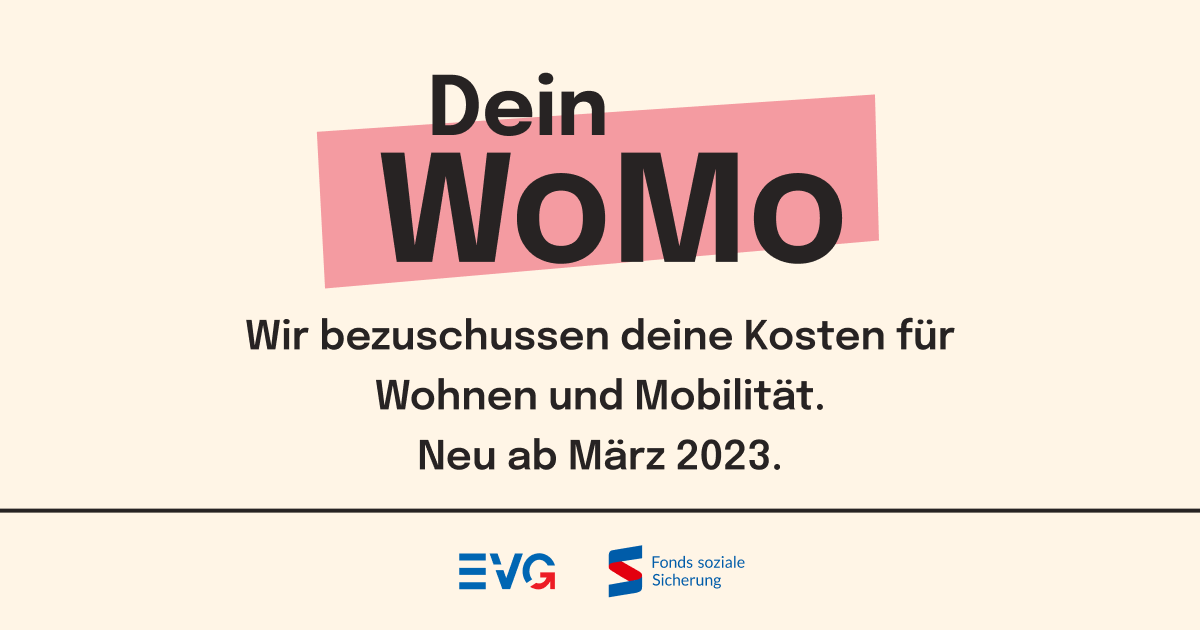 Dein
WoMo
Wir bezuschussen deine Kosten für
Wohnen und Mobilität.
Neu ab März 2023.
EVG
Fonds soziale
Sicherung